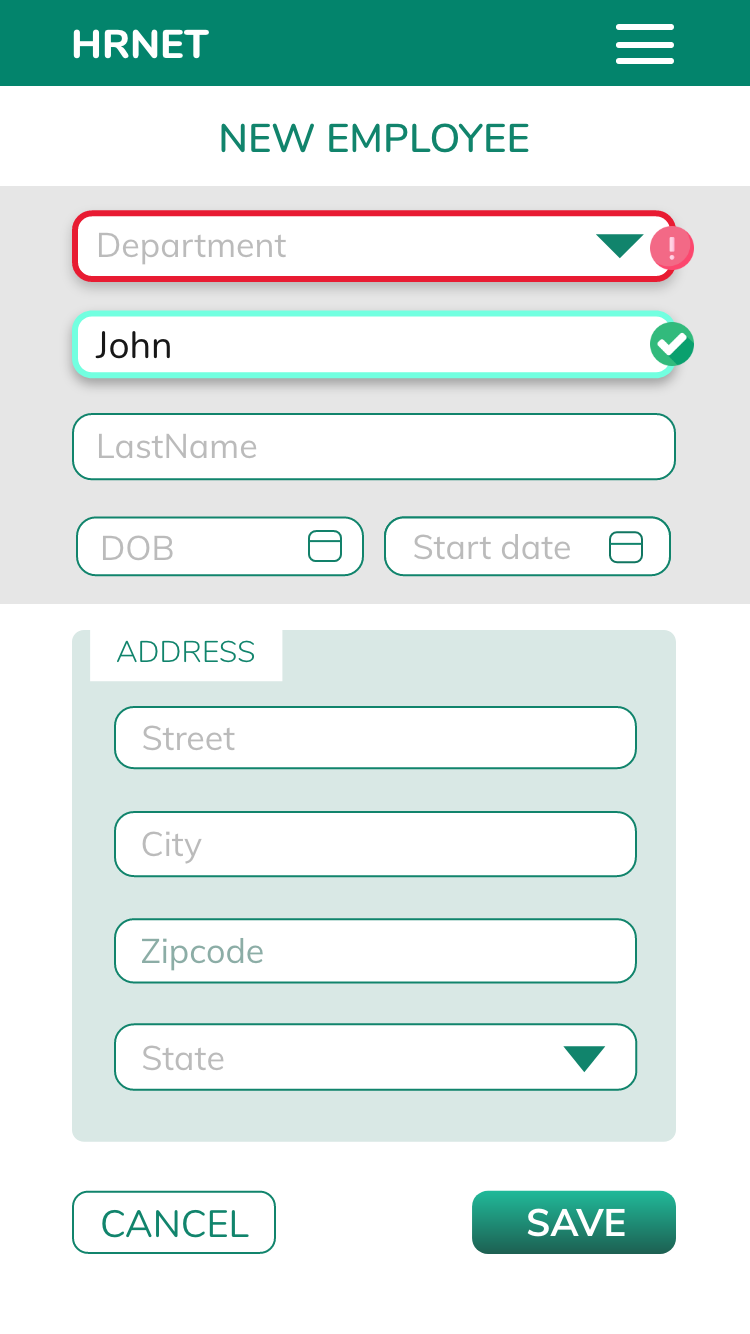 HRNET
NEW EMPLOYEE
Department
John
LastName
DOB Start date
ADDRESS
Street
City
Zipcode
State
CANCEL SAVE